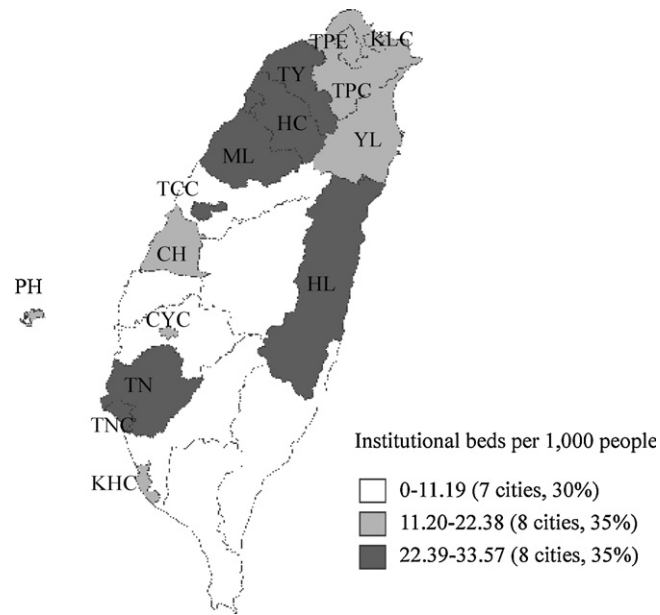 TPE
KLC
TY
TPC
HC
YL
ML
TCC
CH
HL
PH
CYC
TN
TNC
KHC
Institutional beds per 1,000 people
0-11.19 (7 cities, 30%)
11.20-22.38 (8 cities, 35%)
22.39-33.57 (8 cities, 35%)